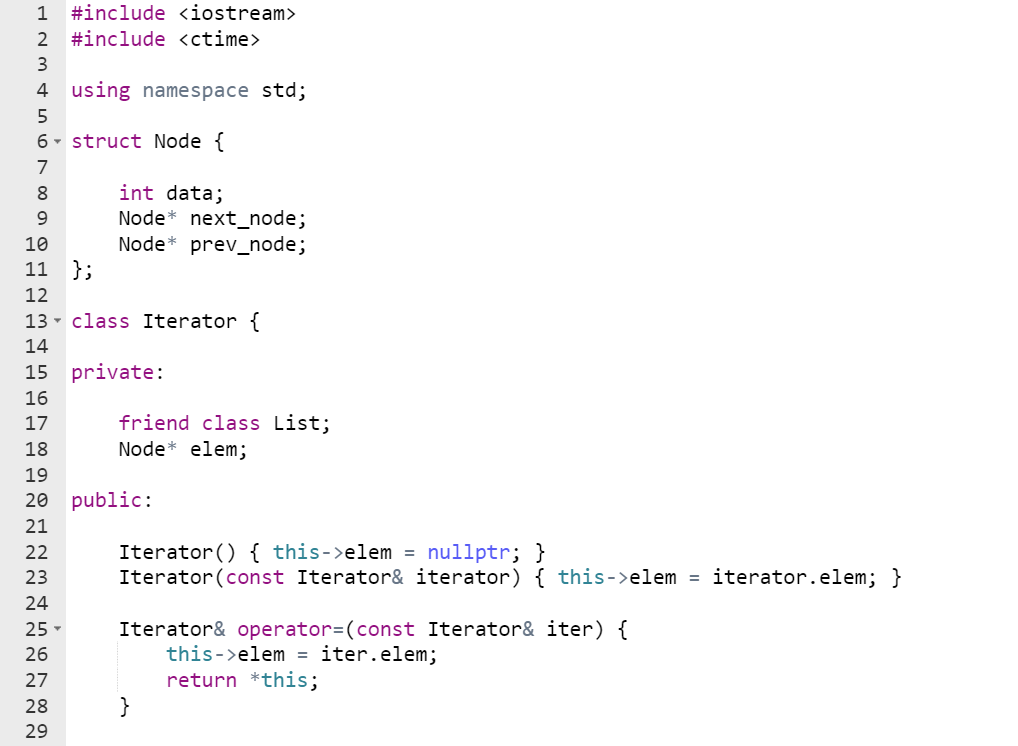 1 #include <iostream>
2 #include <ctime>
3
4 using namespace std;
5
6 struct Node {
7
8     int data;
9     Node* next_node;
10     Node* prev_node;
11 };
12
13 class Iterator {
14
15 private:
16
17     friend class List;
18     Node* elem;
19
20 public:
21
22     Iterator() { this->elem = nullptr; }
23     Iterator(const Iterator& iterator) { this->elem = iterator.elem; }
24
25     Iterator& operator=(const Iterator& iter) {
26         this->elem = iter.elem;
27         return *this;
28     }
29